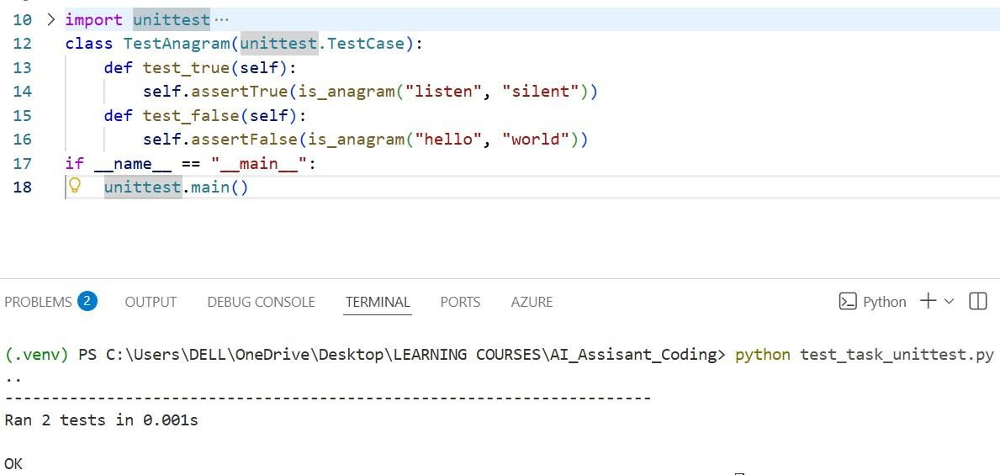 10 > import unittest ...
12 class TestAnagram(unittest.TestCase):
13     def test_true(self):
14         self.assertTrue(is_anagram("listen", "silent"))
15     def test_false(self):
16         self.assertFalse(is_anagram("hello", "world"))
17 if __name__ == "__main__":
18     unittest.main()
PROBLEMS 2 OUTPUT DEBUG CONSOLE TERMINAL PORTS AZURE Python
(.venv) PS C:\Users\DELL\OneDrive\Desktop\LEARNING COURSES\AI_Assisant_Coding> python test_task_unittest.py
..
----------------------------------------------------------------------
Ran 2 tests in 0.001s
OK